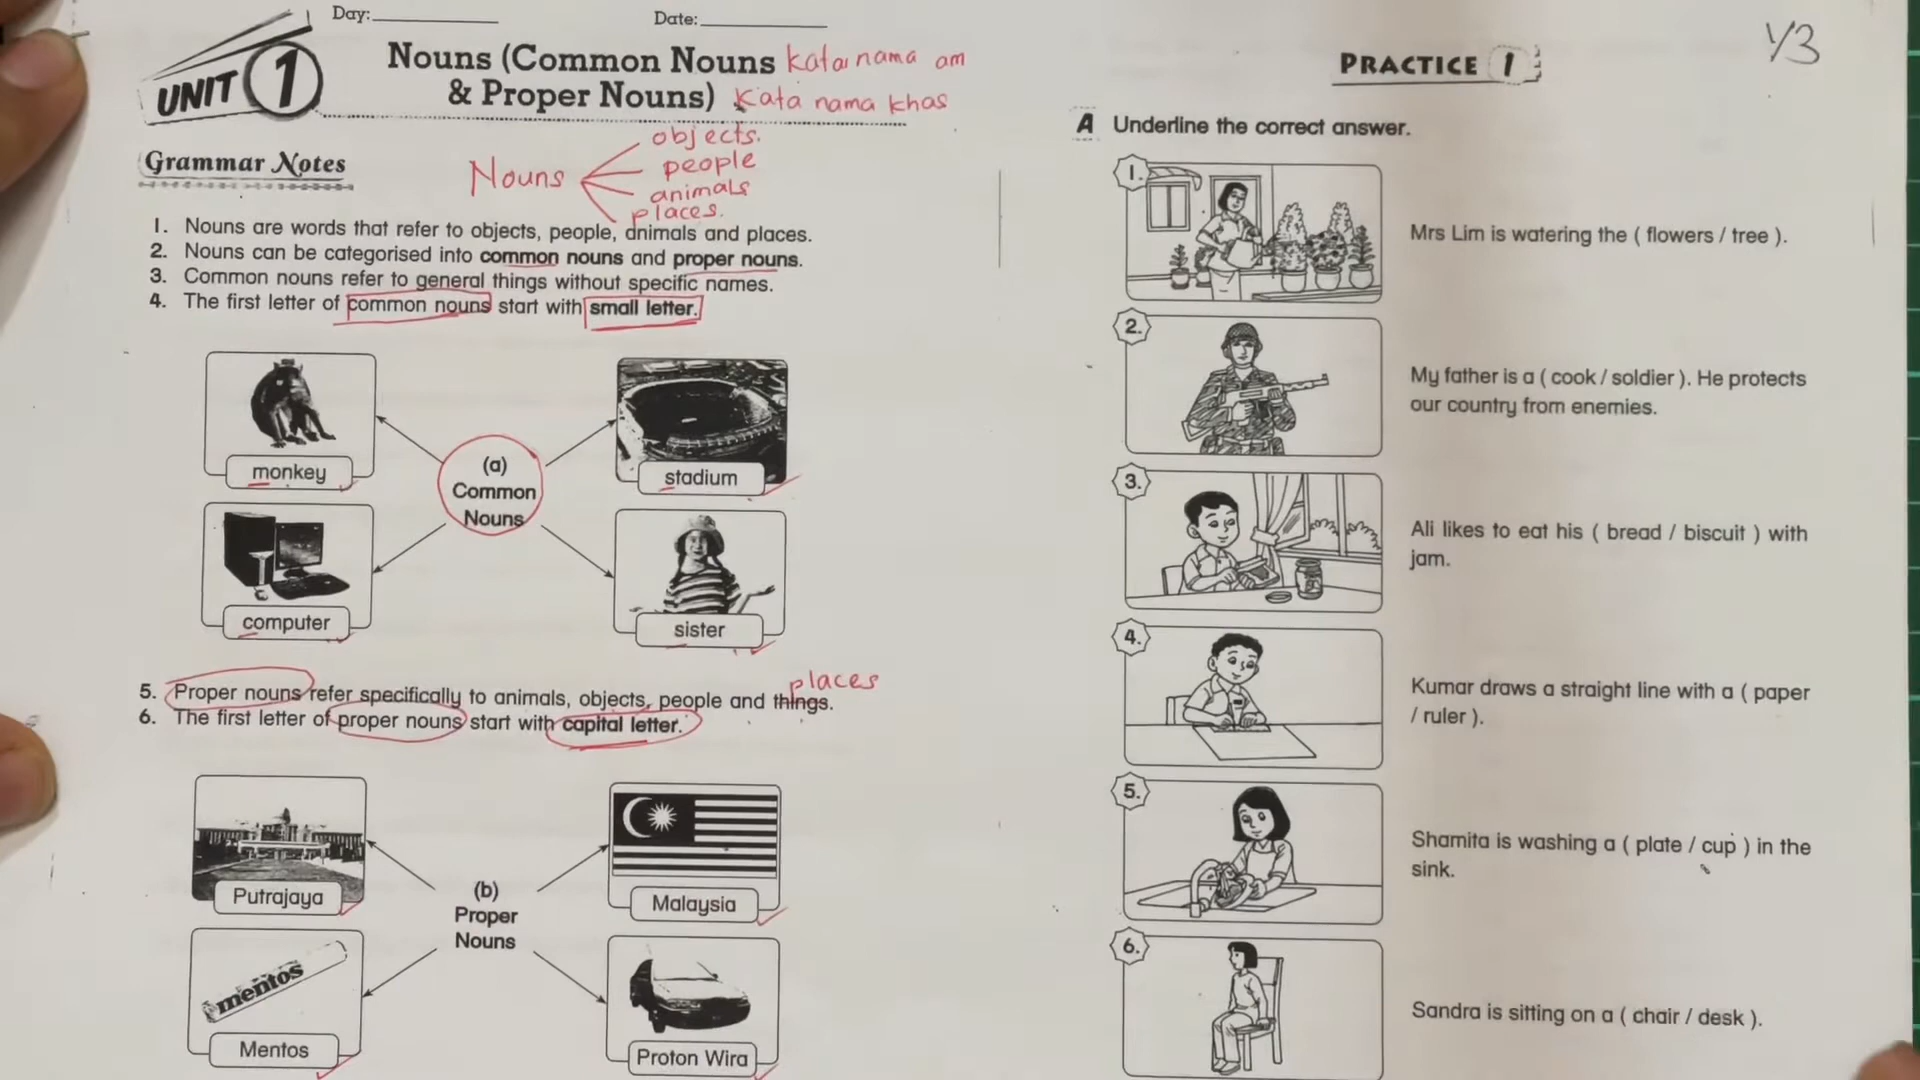 Day:
Date:
UNIT 1
Nouns (Common Nouns kata nama am
& Proper Nouns) Kata nama khas
Grammar Notes
Nouns
objects.
people
animals
places.
1. Nouns are words that refer to objects, people, animals and places.
2. Nouns can be categorised into common nouns and proper nouns.
3. Common nouns refer to general things without specific names.
4. The first letter of common nouns start with small letter.
monkey
stadium
(a)
Common
Nouns
computer
sister
places
5. Proper nouns refer specifically to animals, objects, people and things.
6. The first letter of proper nouns start with capital letter.
Putrajaya
Malaysia
(b)
Proper
Nouns
mentos
Mentos
Proton Wira
1/3
PRACTICE 1
A Underline the correct answer.
1.
Mrs Lim is watering the ( flowers / tree ).
2.
My father is a ( cook / soldier ). He protects
our country from enemies.
3.
Ali likes to eat his ( bread / biscuit ) with
jam.
4.
Kumar draws a straight line with a ( paper
/ ruler ).
5.
Shamita is washing a ( plate / cup ) in the
sink.
6.
Sandra is sitting on a ( chair / desk ).